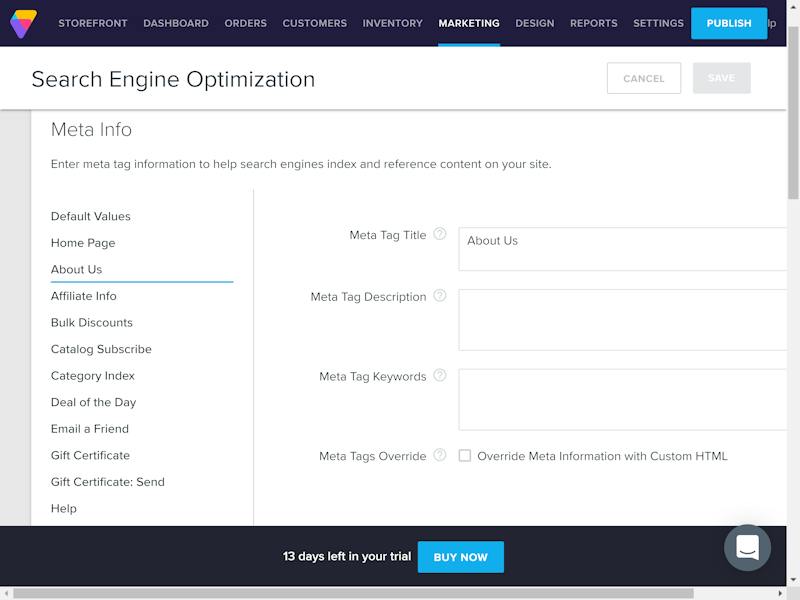 STOREFRONT DASHBOARD ORDERS CUSTOMERS INVENTORY MARKETING DESIGN REPORTS SETTINGS PUBLISH lp
Search Engine Optimization CANCEL SAVE
Meta Info
Enter meta tag information to help search engines index and reference content on your site.
Default Values
Home Page
About Us
Affiliate Info
Bulk Discounts
Catalog Subscribe
Category Index
Deal of the Day
Email a Friend
Gift Certificate
Gift Certificate: Send
Help
Meta Tag Title ? About Us
Meta Tag Description ?
Meta Tag Keywords ?
Meta Tags Override ? Override Meta Information with Custom HTML
13 days left in your trial BUY NOW